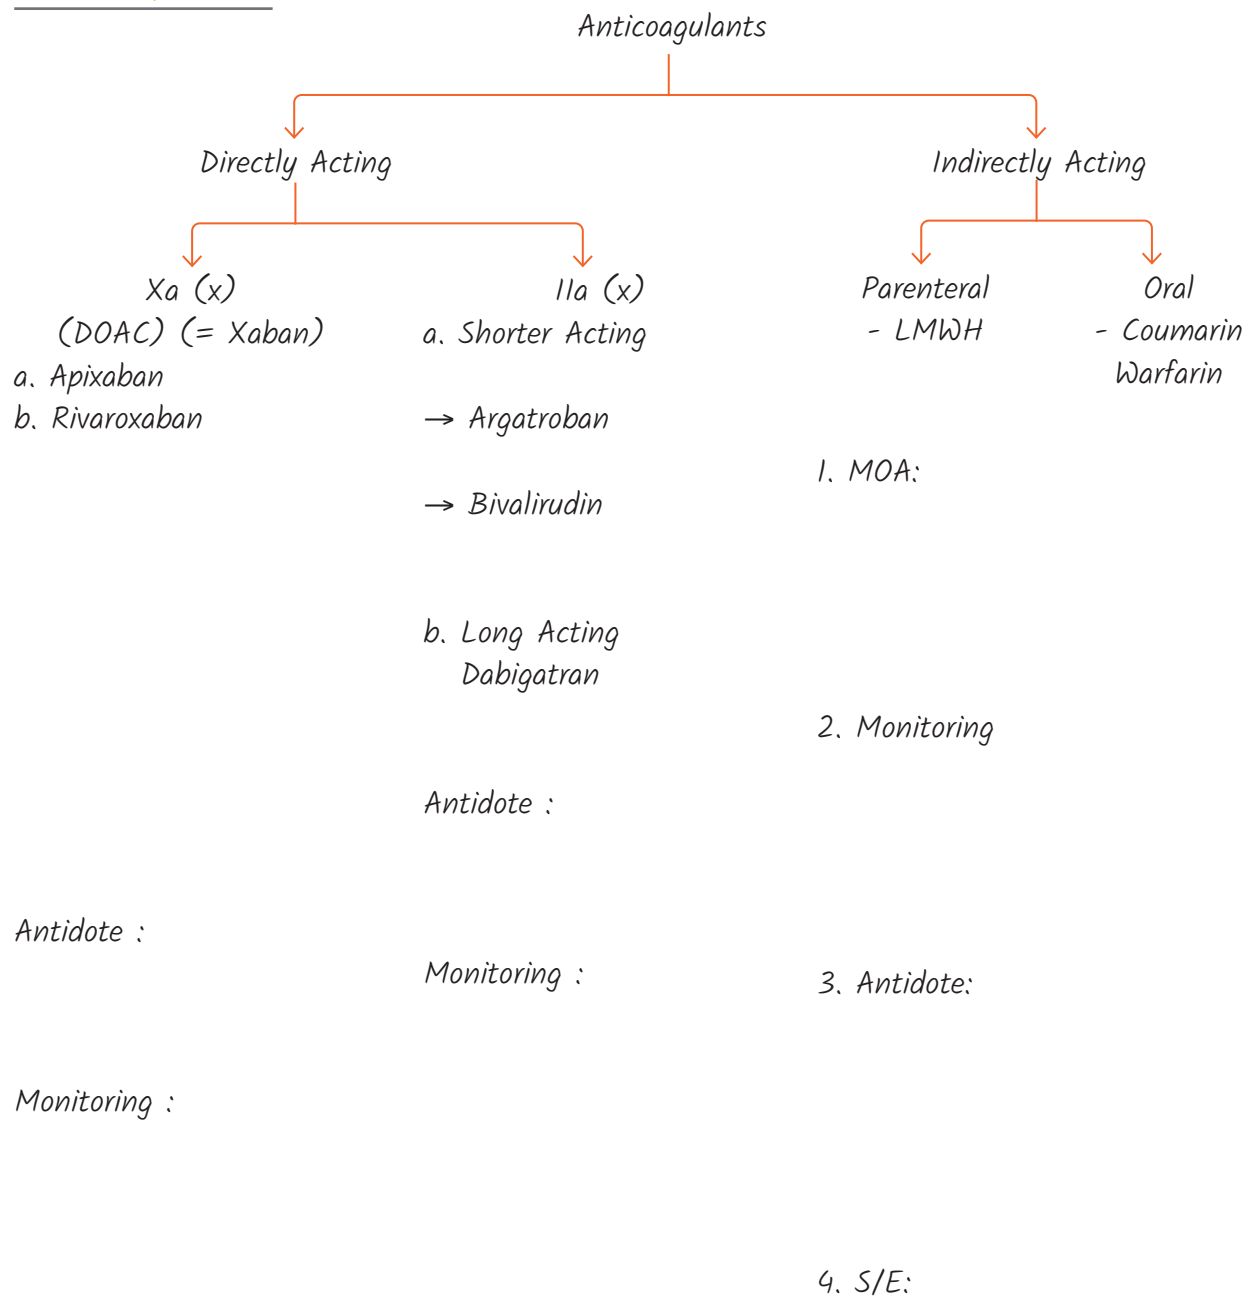 Anticoagulants
Directly Acting
Indirectly Acting
Xa (x)
(DOAC) (= Xaban)
a. Apixaban
b. Rivaroxaban
Antidote :
Monitoring :
IIa (x)
a. Shorter Acting
→ Argatroban
→ Bivalirudin
b. Long Acting
Dabigatran
Antidote :
Monitoring :
Parenteral
- LMWH
Oral
- Coumarin
Warfarin
1. MOA:
2. Monitoring
3. Antidote:
4. S/E: